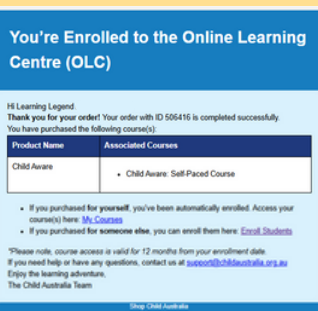 You're Enrolled to the Online Learning
Centre (OLC)
Hi Learning Legend
Thank you for your order! Your order with ID 506416 is completed successfully.
You have purchased the following course(s):
Product Name Associated Courses
Child Aware • Child Aware: Self-Paced Course
• If you purchased for yourself, you've been automatically enrolled. Access your
course(s) here: My Courses
• If you purchased for someone else, you can enroll them here: Enroll Students
*Please note, course access is valid for 12 months from your enrollment date.
If you need help or have any questions, contact us at support@childaustralia.org.au
Enjoy the learning adventure,
The Child Australia Team
Shop Child Australia